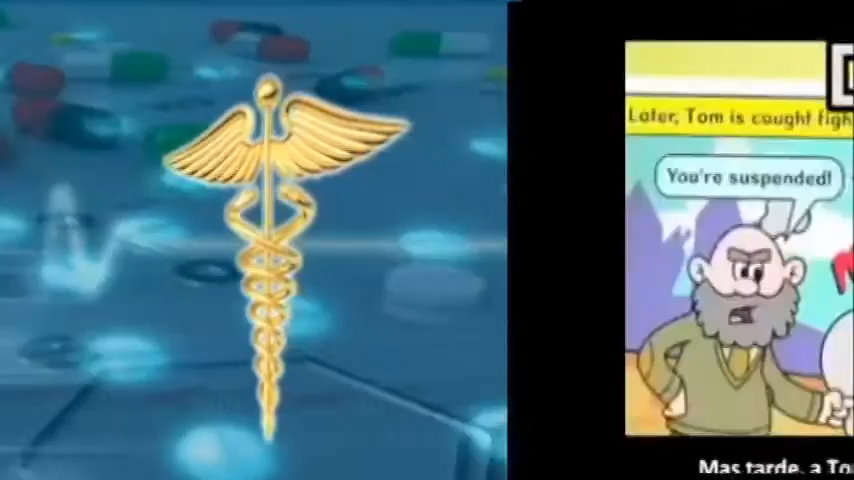 Later, Tom is caught figh
You're suspended!
Mas tarde, a To